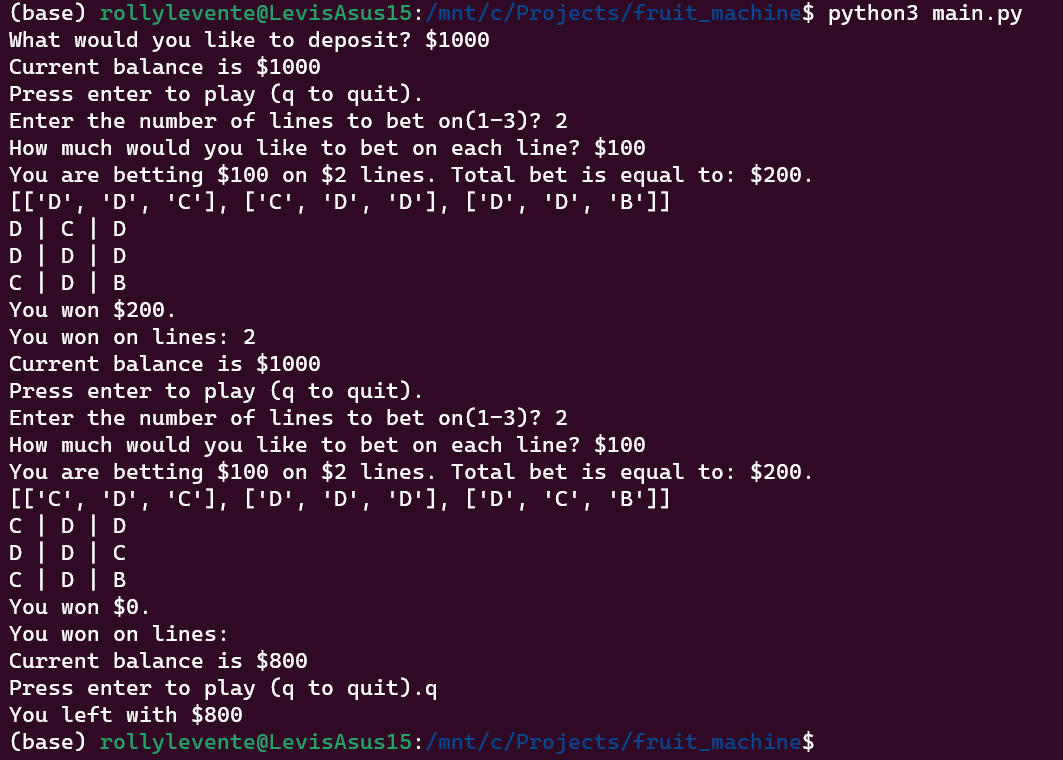 (base) rollylevente@LevisAsus15:/mnt/c/Projects/fruit_machine$ python3 main.py
What would you like to deposit? $1000
Current balance is $1000
Press enter to play (q to quit).
Enter the number of lines to bet on(1-3)? 2
How much would you like to bet on each line? $100
You are betting $100 on $2 lines. Total bet is equal to: $200.
[['D', 'D', 'C'], ['C', 'D', 'D'], ['D', 'D', 'B']]
D | C | D
D | D | D
C | D | B
You won $200.
You won on lines: 2
Current balance is $1000
Press enter to play (q to quit).
Enter the number of lines to bet on(1-3)? 2
How much would you like to bet on each line? $100
You are betting $100 on $2 lines. Total bet is equal to: $200.
[['C', 'D', 'C'], ['D', 'D', 'D'], ['D', 'C', 'B']]
C | D | D
D | D | C
C | D | B
You won $0.
You won on lines:
Current balance is $800
Press enter to play (q to quit).q
You left with $800
(base) rollylevente@LevisAsus15:/mnt/c/Projects/fruit_machine$